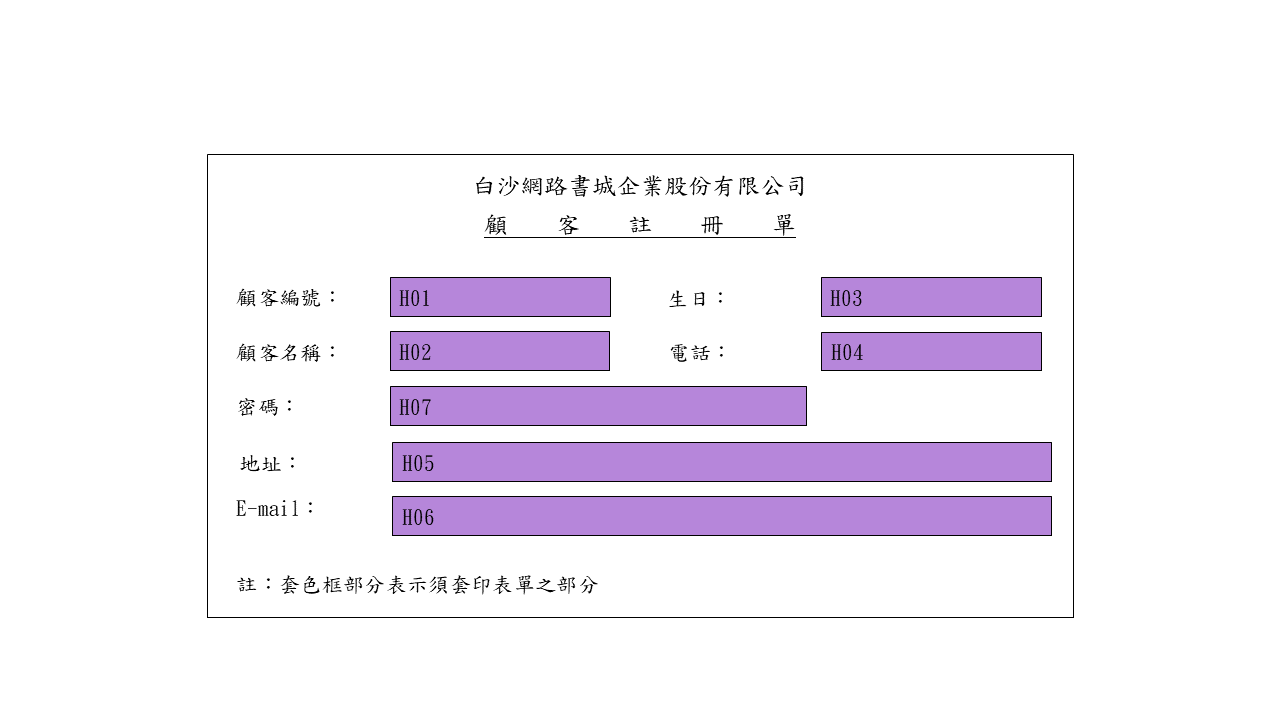 白沙網路書城企業股份有限公司
顧客註冊單
顧客編號： H01 生日： H03
顧客名稱： H02 電話： H04
密碼： H07
地址： H05
E-mail： H06
註：套色框部分表示須套印表單之部分